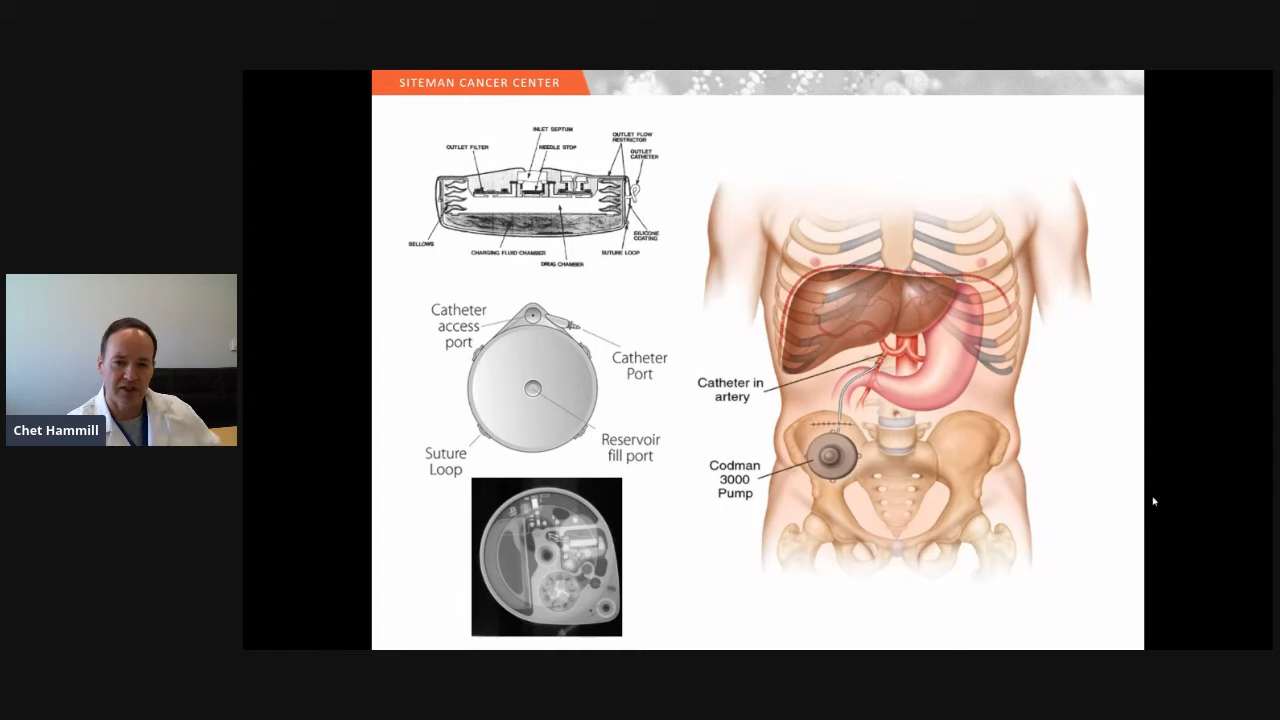 SITEMAN CANCER CENTER
INLET SEPTUM
OUTLET FILTER
NEEDLE STOP
OUTLET FLOW
RESTRICTOR
OUTLET
CATHETER
BELLOWS
CHARGING FLUID CHAMBER
DRUG CHAMBER
SUTURE LOOP
SILICONE
COATING
Catheter
access
port
Catheter
Port
Reservoir
fill port
Suture
Loop
Catheter in
artery
Codman
3000
Pump
Chet Hammill